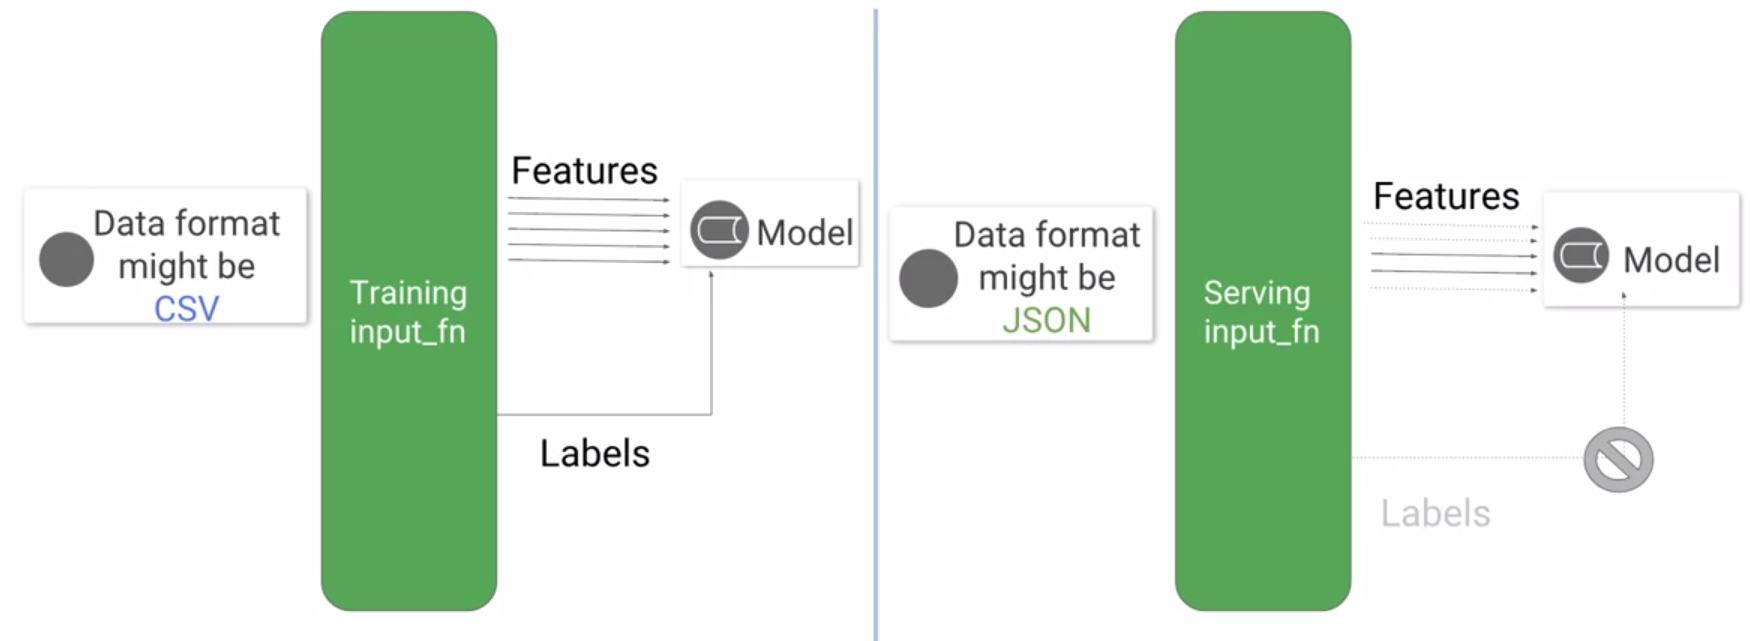 Data format
might be
CSV
Training
input_fn
Features
Model
Labels
Data format
might be
JSON
Serving
input_fn
Features
Model
Labels